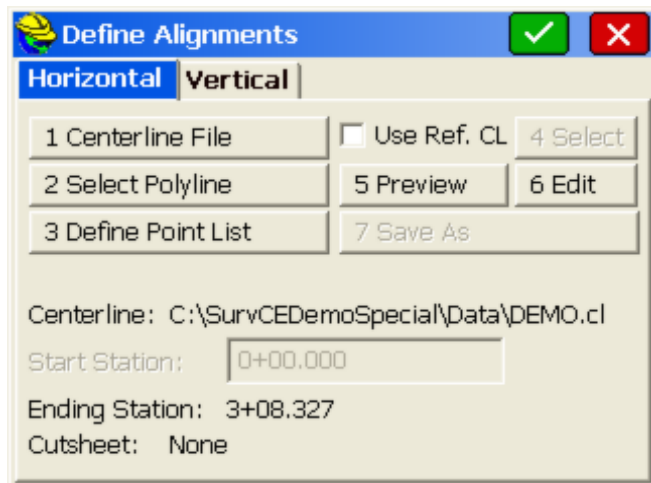 Define Alignments
Horizontal Vertical
1 Centerline File Use Ref. CL 4 Select
2 Select Polyline 5 Preview 6 Edit
3 Define Point List 7 Save As
Centerline: C:\SurvCEDemoSpecial\Data\DEMO.cl
Start Station: 0+00.000
Ending Station: 3+08.327
Cutsheet: None